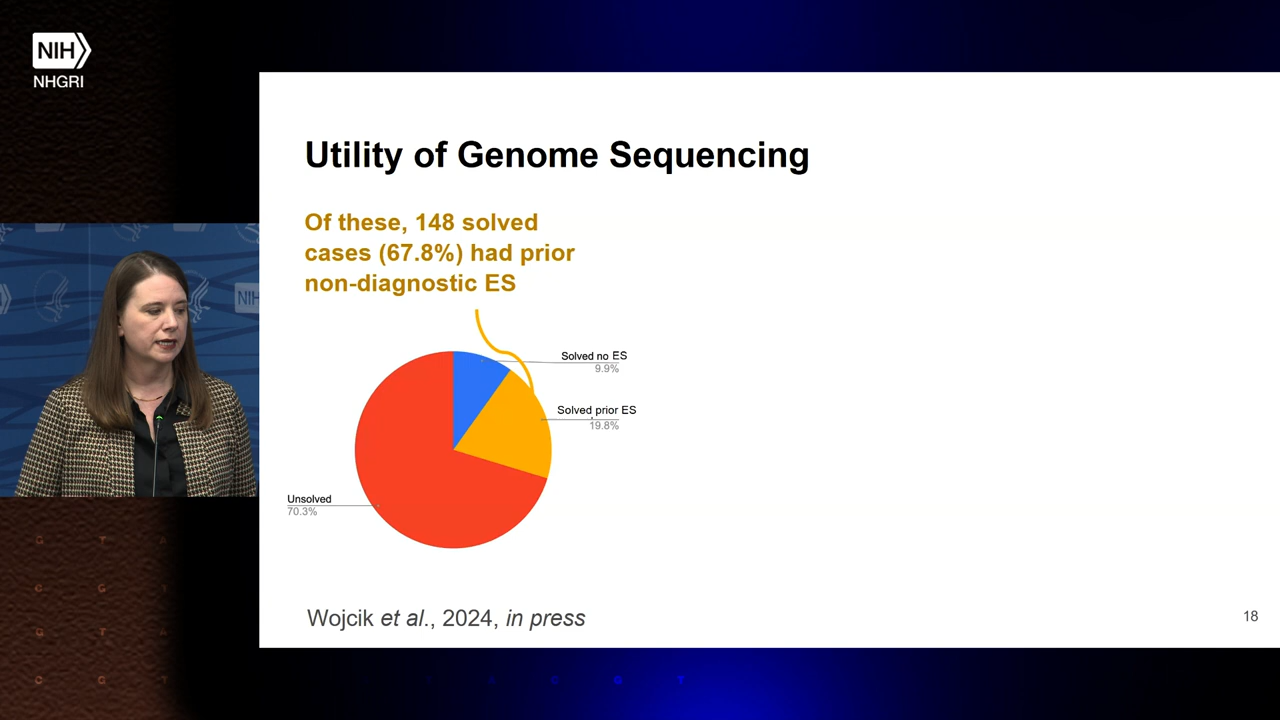 NIH
NHGRI
Utility of Genome Sequencing
Of these, 148 solved
cases (67.8%) had prior
non-diagnostic ES
Solved no ES
9.9%
Solved prior ES
19.8%
Unsolved
70.3%
Wojcik et al., 2024, in press
18
NIH
G T A
C G
G T
C G T
G T